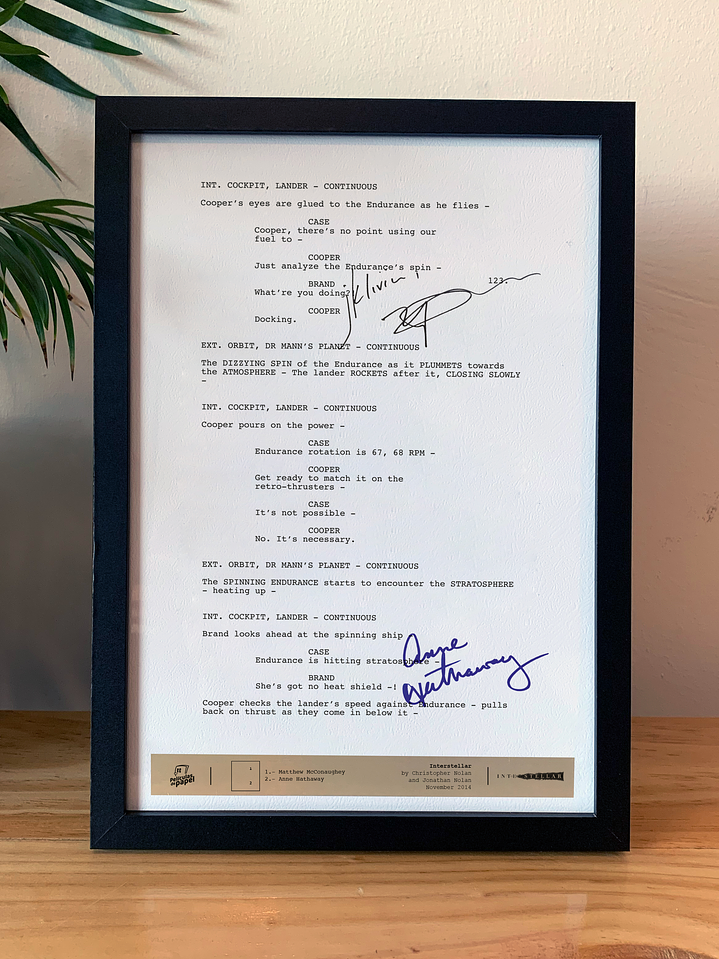 INT. COCKPIT, LANDER – CONTINUOUS
Cooper's eyes are glued to the Endurance as he flies –
CASE
Cooper, there's no point using our
fuel to –
COOPER
Just analyze the Endurance's spin –
BRAND
123.
What're you doing?
COOPER
Docking.
EXT. ORBIT, DR MANN'S PLANET – CONTINUOUS
The DIZZYING SPIN of the Endurance as it PLUMMETS towards
the ATMOSPHERE – The lander ROCKETS after it, CLOSING SLOWLY
–
INT. COCKPIT, LANDER – CONTINUOUS
Cooper pours on the power –
CASE
Endurance rotation is 67, 68 RPM –
COOPER
Get ready to match it on the
retro-thrusters –
CASE
It's not possible –
COOPER
No. It's necessary.
EXT. ORBIT, DR MANN'S PLANET – CONTINUOUS
The SPINNING ENDURANCE starts to encounter the STRATOSPHERE
– heating up –
INT. COCKPIT, LANDER – CONTINUOUS
Brand looks ahead at the spinning ship
Anne
CASE
Endurance is hitting stratosphere –
Hathaway
BRAND
She's got no heat shield –!
Cooper checks the lander's speed against Endurance – pulls
back on thrust as they come in below it –
Películas de papel
1
2
1.- Matthew McConaughey
2.- Anne Hathaway
Interstellar
by Christopher Nolan
and Jonathan Nolan
November 2014
INTERSTELLAR